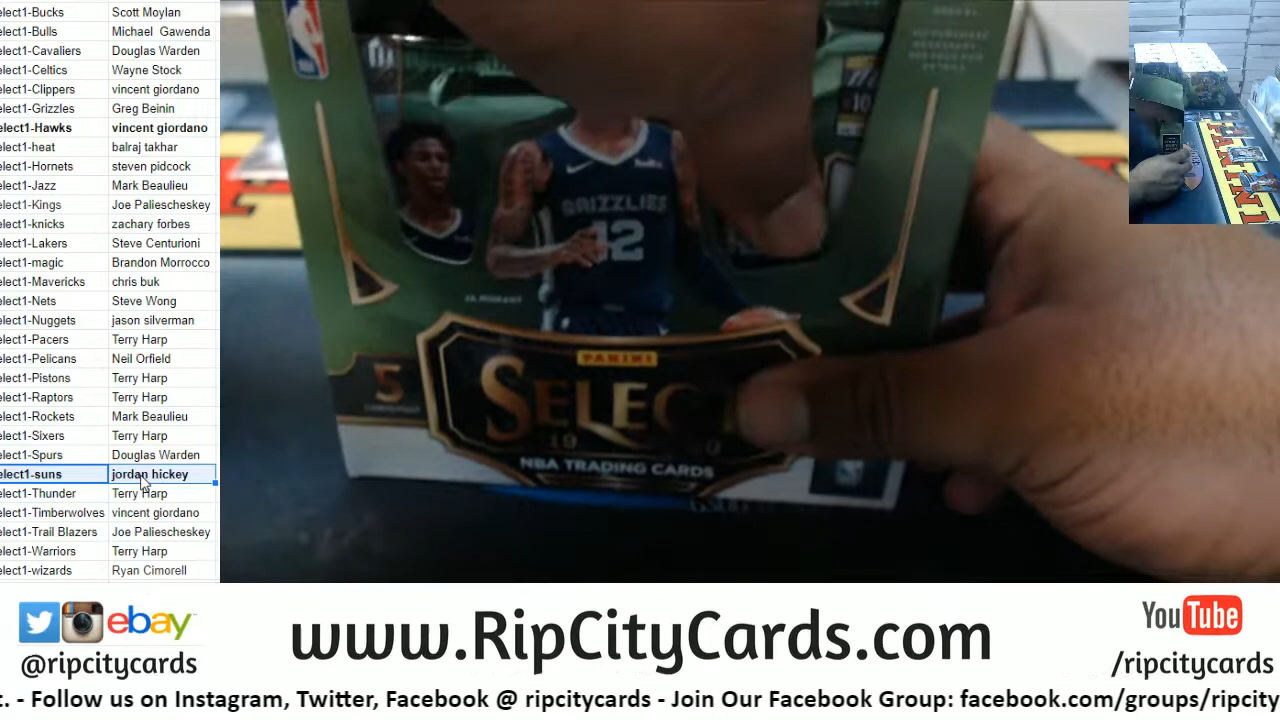 elect1-Bucks Scott Moylan
elect1-Bulls Michael Gawenda
elect1-Cavaliers Douglas Warden
elect1-Celtics Wayne Stock
elect1-Clippers vincent giordano
elect1-Grizzles Greg Beinin
elect1-Hawks vincent giordano
elect1-heat balraj takhar
elect1-Hornets steven pidcock
elect1-Jazz Mark Beaulieu
elect1-Kings Joe Paliescheskey
elect1-knicks zachary forbes
elect1-Lakers Steve Centurioni
elect1-magic Brandon Morrocco
elect1-Mavericks chris buk
elect1-Nets Steve Wong
elect1-Nuggets jason silverman
elect1-Pacers Terry Harp
elect1-Pelicans Neil Orfield
elect1-Pistons Terry Harp
elect1-Raptors Terry Harp
elect1-Rockets Mark Beaulieu
elect1-Sixers Terry Harp
elect1-Spurs Douglas Warden
elect1-suns jordan hickey
elect1-Thunder Terry Harp
elect1-Timberwolves vincent giordano
elect1-Trail Blazers Joe Paliescheskey
elect1-Warriors Terry Harp
elect1-wizards Ryan Cimorell
GRIZZLIES
12
JA MORANT
PANINI
5
SELECT
19
NBA TRADING CARDS
PANINI
ebay
@ripcitycards
www.RipCityCards.com
YouTube
/ripcitycards
t. - Follow us on Instagram, Twitter, Facebook @ ripcitycards - Join Our Facebook Group: facebook.com/groups/ripcity